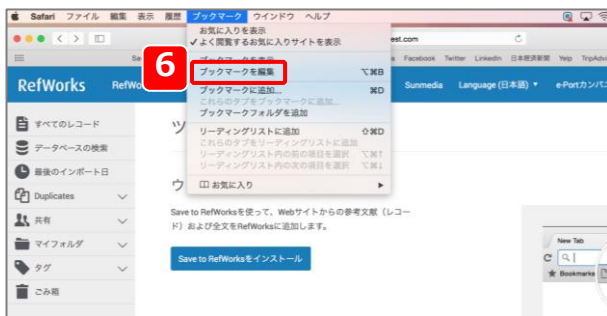 Safari ファイル 編集 表示 履歴 ブックマーク ウインドウ ヘルプ
お気に入りを表示
✓よく閲覧するお気に入りサイトを表示
est.com
ブックマークを表示
Facebook Twitter LinkedIn 日本経済新聞 Yelp TripAdvi
6
ブックマークを編集 ⌥⌘B
RefWorks RefWo
Sunmedia Language (日本語) ▾ e-Portカンパニ
ブックマークに追加... ⌘D
これらのタブをブックマークに追加...
ブックマークフォルダを追加
すべてのレコード
ツ
リーディングリストに追加 ⇧⌘D
これらのタブをリーディングリストに追加
データベースの検索
リーディングリスト内の前の項目を選択 ⌥⌘↑
リーディングリスト内の次の項目を選択 ⌥⌘↓
最後のインポート日
ウ
お気に入り ▶
Duplicates
Save to RefWorksを使って、Webサイトからの参考文献（レコー
ド）および全文をRefWorksに追加します。
共有
マイフォルダ
New Tab
Save to RefWorksをインストール
タグ
Bookmarks
ごみ箱